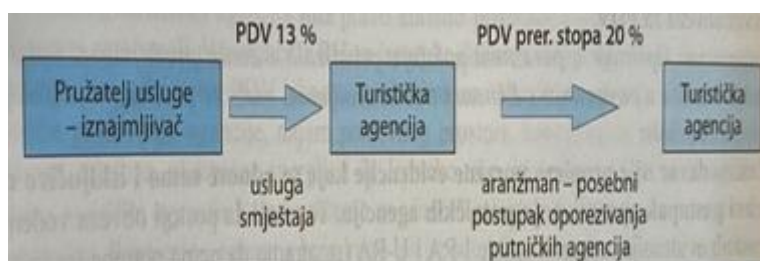 PDV 13 %
PDV prer. stopa 20 %
Pružatelj usluge
– iznajmljivač
Turistička
agencija
Turistička
agencija
usluga
smještaja
aranžman – posebni
postupak oporezivanja
putničkih agencija